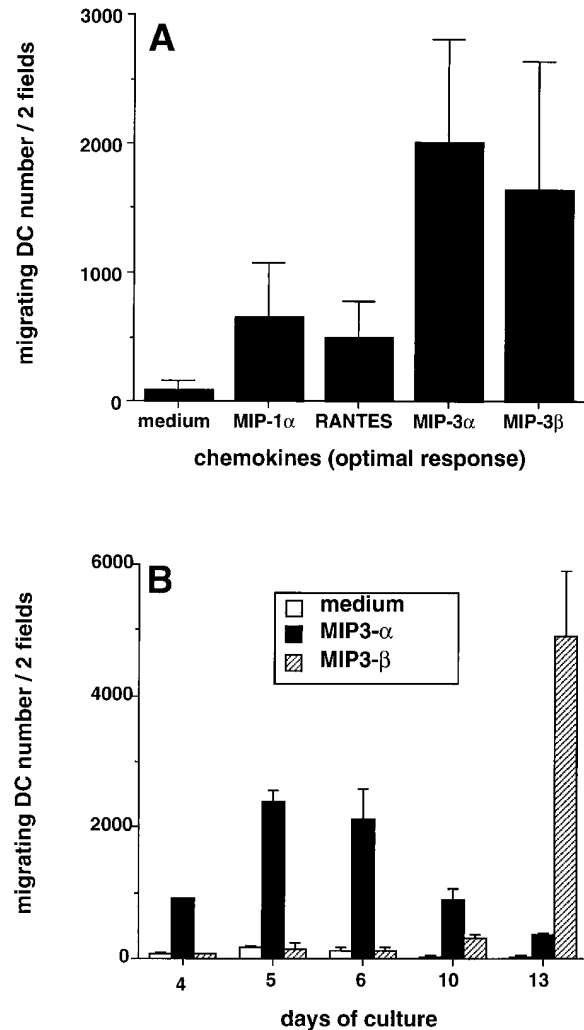 A
3000
2000
1000
0
migrating DC number / 2 fields
medium MIP-1α RANTES MIP-3α MIP-3β
chemokines (optimal response)
B
6000
4000
2000
0
migrating DC number / 2 fields
medium
MIP3-α
MIP3-β
4 5 6 10 13
days of culture